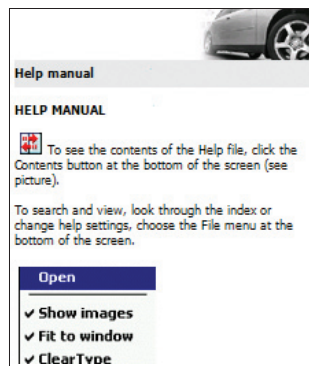 Help manual
HELP MANUAL
To see the contents of the Help file, click the
Contents button at the bottom of the screen (see
picture).
To search and view, look through the index or
change help settings, choose the File menu at the
bottom of the screen.
Open
✓ Show images
✓ Fit to window
✓ ClearType